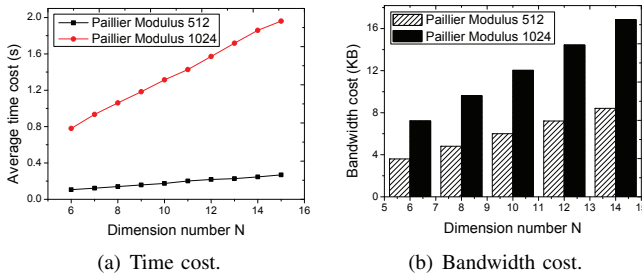 Paillier Modulus 512
Paillier Modulus 1024
Average time cost (s)
2.0
1.6
1.2
0.8
0.4
0.0
6 8 10 12 14 16
Dimension number N
(a) Time cost.
Paillier Modulus 512
Paillier Modulus 1024
Bandwidth cost (KB)
16
12
8
4
0
5 6 7 8 9 10 11 12 13 14 15
Dimension number N
(b) Bandwidth cost.